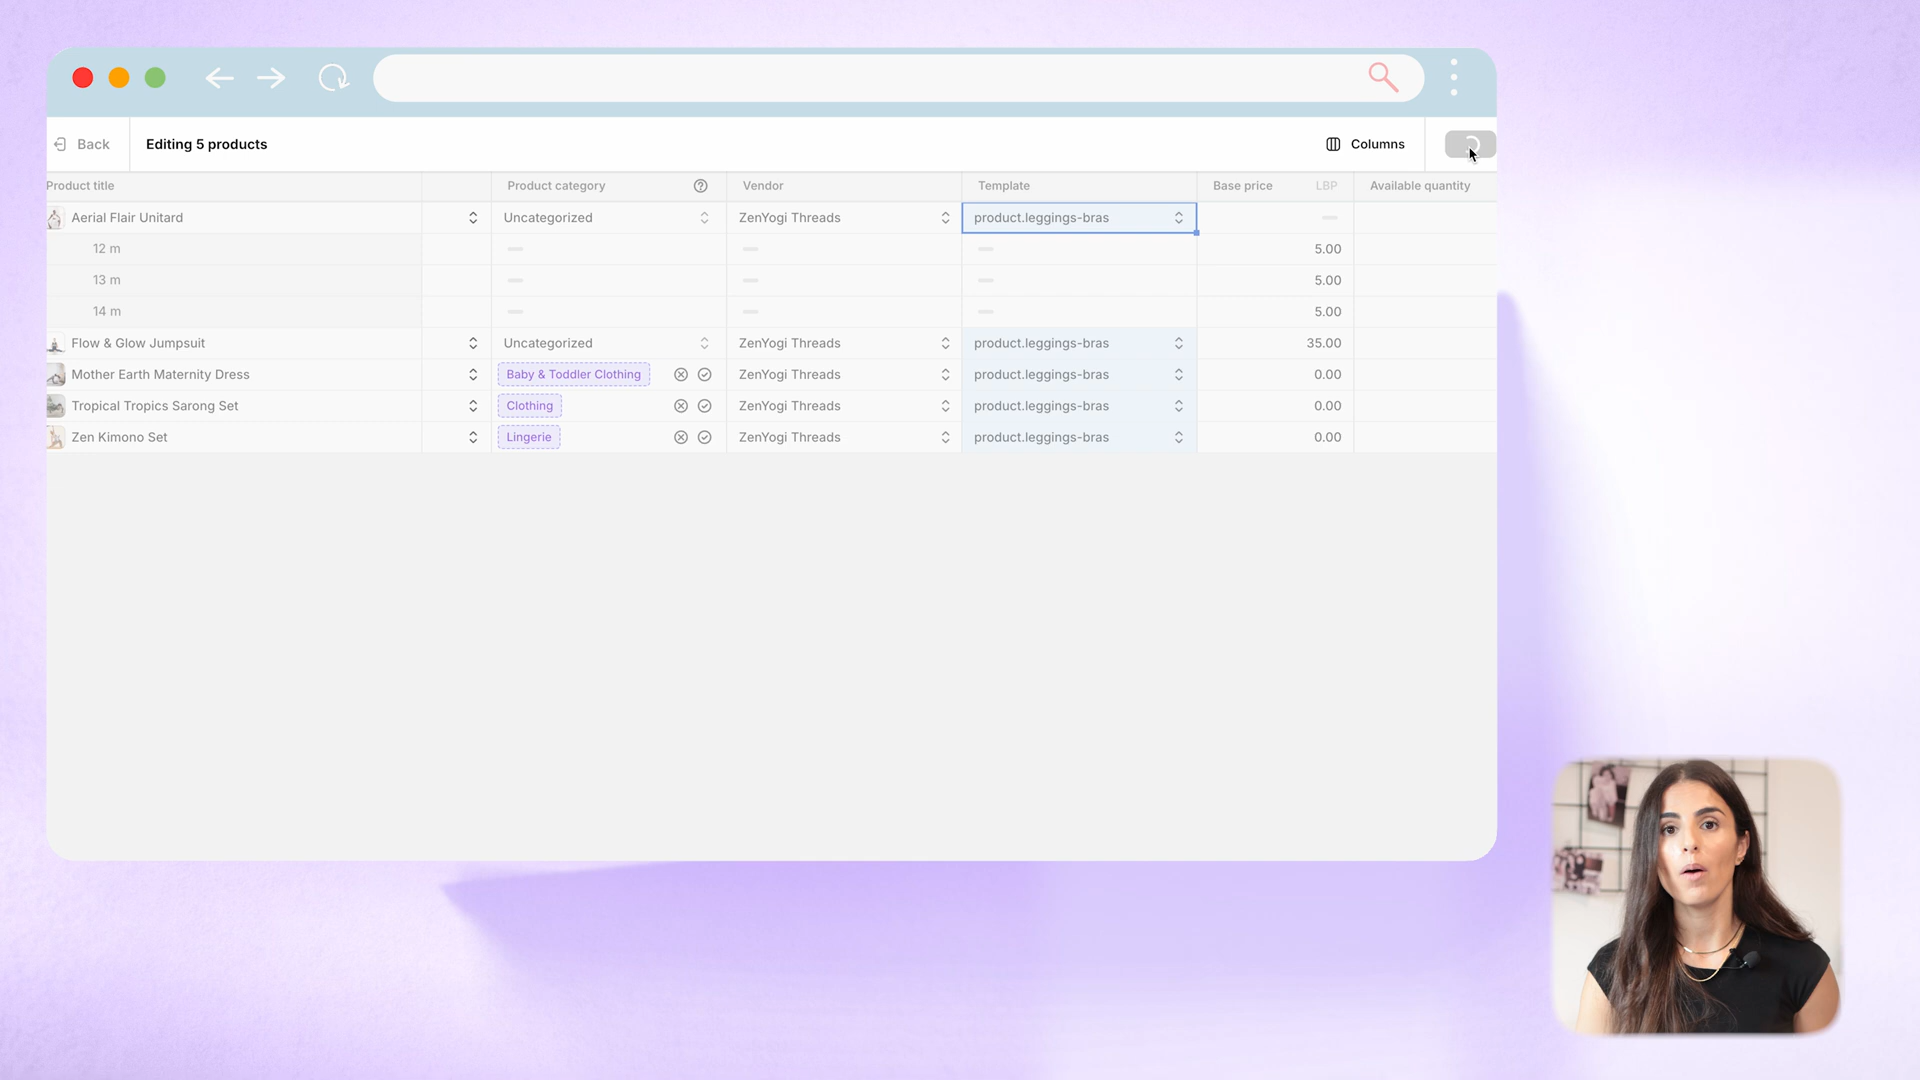 Back
Editing 5 products
Columns
Product title Product category Vendor Template Base price LBP Available quantity
Aerial Flair Unitard Uncategorized ZenYogi Threads product.leggings-bras
12 m 5.00
13 m 5.00
14 m 5.00
Flow & Glow Jumpsuit Uncategorized ZenYogi Threads product.leggings-bras 35.00
Mother Earth Maternity Dress Baby & Toddler Clothing ZenYogi Threads product.leggings-bras 0.00
Tropical Tropics Sarong Set Clothing ZenYogi Threads product.leggings-bras 0.00
Zen Kimono Set Lingerie ZenYogi Threads product.leggings-bras 0.00